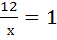 12/x = 1